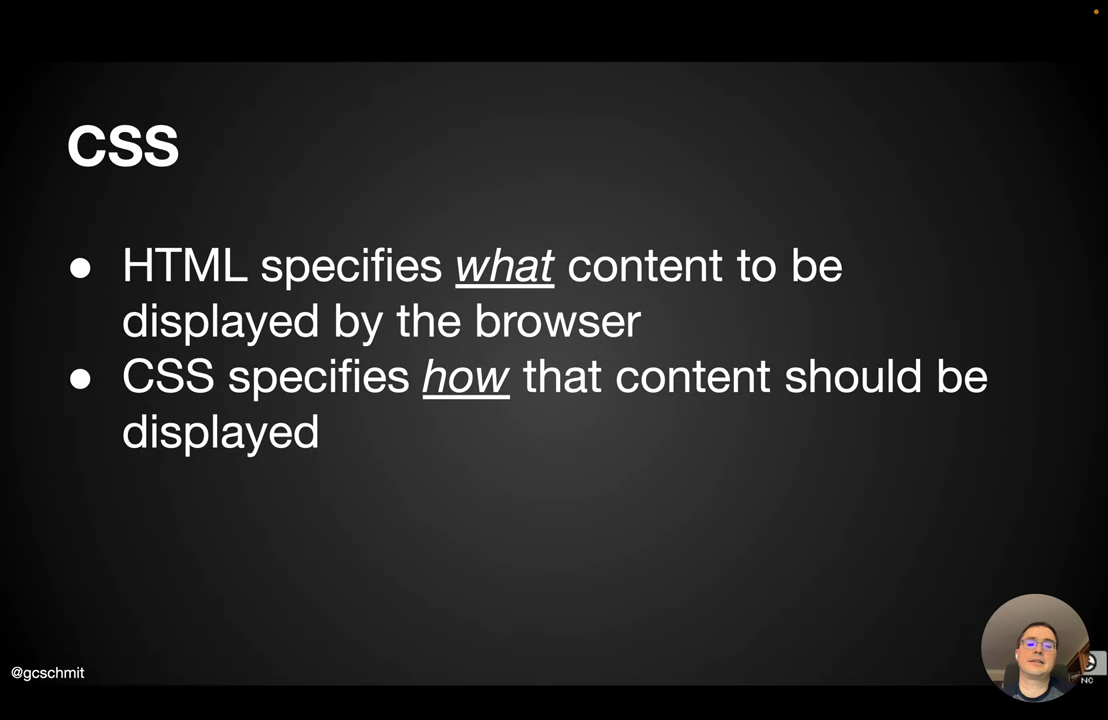 CSS
● HTML specifies what content to be
displayed by the browser
● CSS specifies how that content should be
displayed
@gcschmit
NC